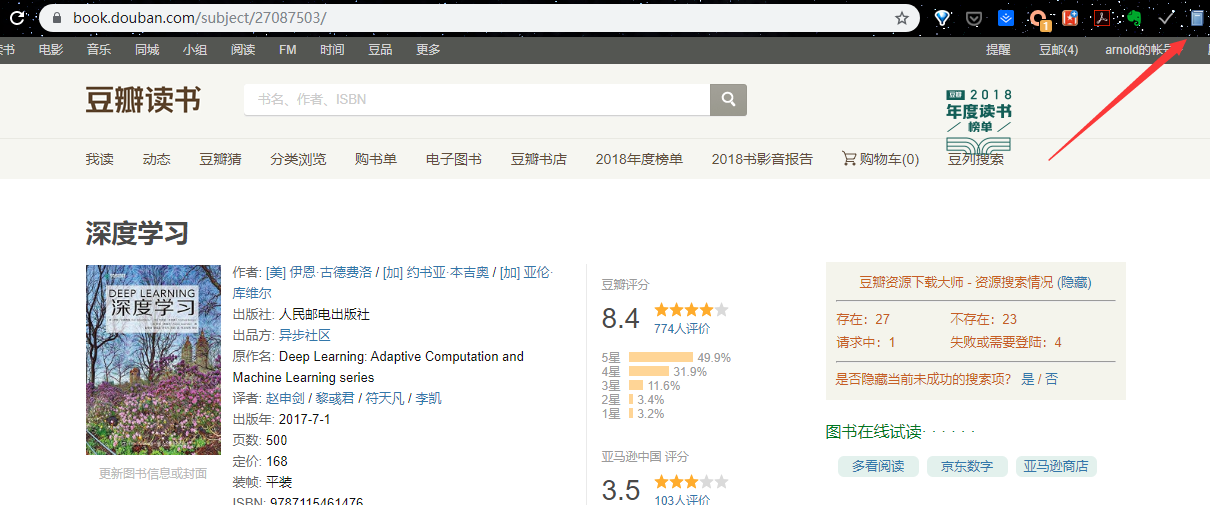 book.douban.com/subject/27087503/
1
读书 电影 音乐 同城 小组 阅读 FM 时间 豆品 更多 提醒 豆邮(4) arnold的帐号
豆瓣读书
书名、作者、ISBN
豆瓣 2018
年度读书
榜单
我读 动态 豆瓣猜 分类浏览 购书单 电子图书 豆瓣书店 2018年度榜单 2018书影音报告 购物车(0) 豆列搜索
深度学习
DEEP LEARNING
深度学习
更新图书信息或封面
作者: [美] 伊恩·古德费洛 / [加] 约书亚·本吉奥 / [加] 亚伦·
库维尔
出版社: 人民邮电出版社
出品方: 异步社区
原作名: Deep Learning: Adaptive Computation and
Machine Learning series
译者: 赵申剑 / 黎彧君 / 符天凡 / 李凯
出版年: 2017-7-1
页数: 500
定价: 168
装帧: 平装
ISBN: 9787115461476
豆瓣评分
8.4
774人评价
5星 49.9%
4星 31.9%
3星 11.6%
2星 3.4%
1星 3.2%
亚马逊中国 评分
3.5
103人评价
豆瓣资源下载大师 - 资源搜索情况 (隐藏)
存在：27 不存在：23
请求中：1 失败或需要登陆：4
是否隐藏当前未成功的搜索项？ 是 / 否
图书在线试读· · · · · ·
多看阅读 京东数字 亚马逊商店